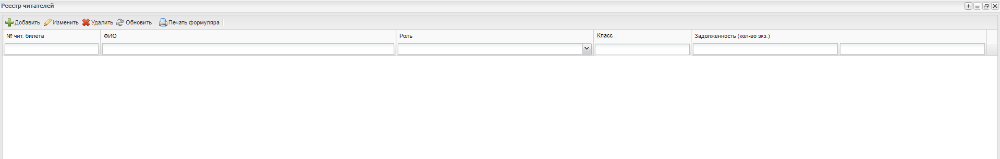 Реестр читателей
Добавить Изменить Удалить Обновить Печать формуляра
№ чит. билета ФИО Роль Класс Задолженность (кол-во экз.)